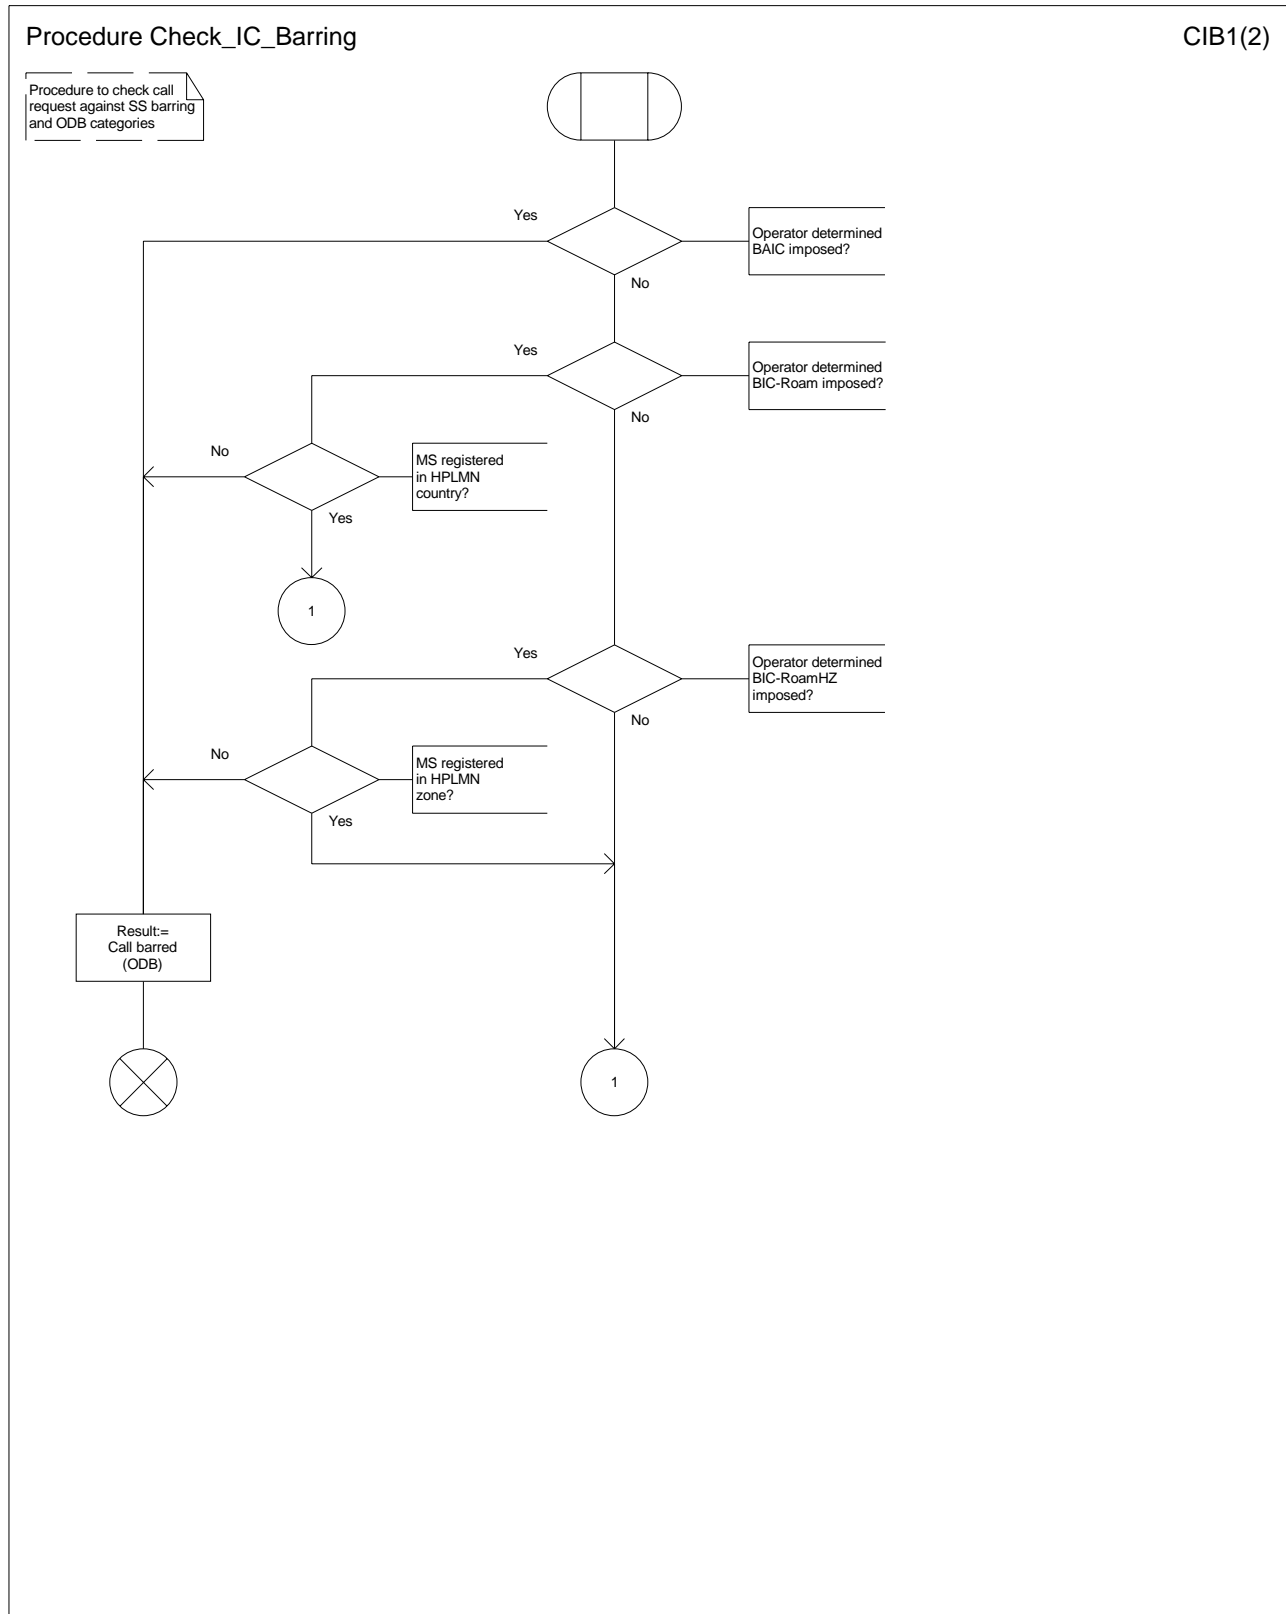 Procedure Check_IC_Barring
CIB1(2)
Procedure to check call
request against SS barring
and ODB categories
Yes
Operator determined
BAIC imposed?
No
Yes
Operator determined
BIC-Roam imposed?
No
No
MS registered
in HPLMN
country?
Yes
1
Yes
Operator determined
BIC-RoamHZ
imposed?
No
No
MS registered
in HPLMN
zone?
Yes
Result:=
Call barred
(ODB)
1